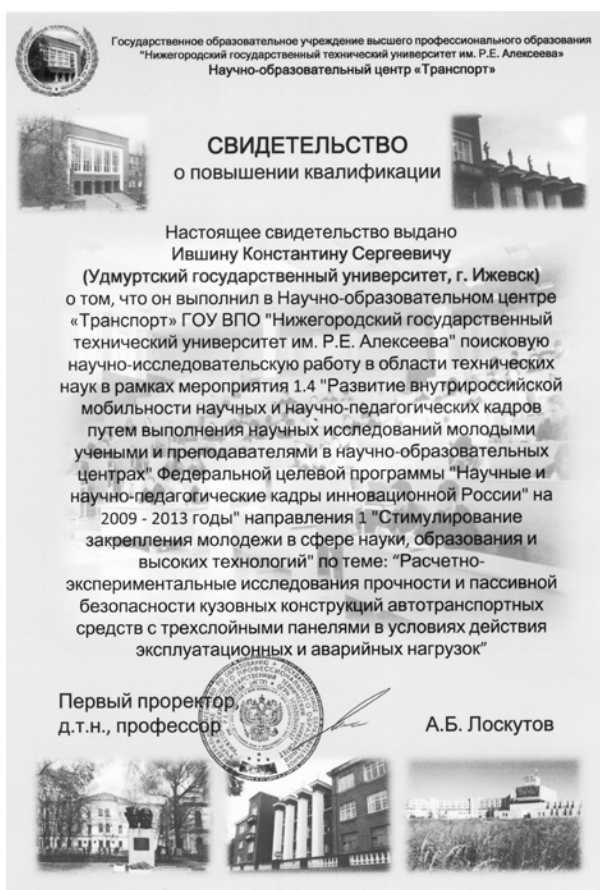 Государственное образовательное учреждение высшего профессионального образования
"Нижегородский государственный технический университет им. Р.Е. Алексеева"
Научно-образовательный центр «Транспорт»
СВИДЕТЕЛЬСТВО
о повышении квалификации
Настоящее свидетельство выдано
Ившину Константину Сергеевичу
(Удмуртский государственный университет, г. Ижевск)
о том, что он выполнил в Научно-образовательном центре
«Транспорт» ГОУ ВПО "Нижегородский государственный
технический университет им. Р.Е. Алексеева" поисковую
научно-исследовательскую работу в области технических
наук в рамках мероприятия 1.4 "Развитие внутрироссийской
мобильности научных и научно-педагогических кадров
путем выполнения научных исследований молодыми
учеными и преподавателями в научно-образовательных
центрах" Федеральной целевой программы "Научные и
научно-педагогические кадры инновационной России" на
2009 - 2013 годы" направления 1 "Стимулирование
закрепления молодежи в сфере науки, образования и
высоких технологий" по теме: “Расчетно-
экспериментальные исследования прочности и пассивной
безопасности кузовных конструкций автотранспортных
средств с трехслойными панелями в условиях действия
эксплуатационных и аварийных нагрузок”
Первый проректор,
д.т.н., профессор
А.Б. Лоскутов